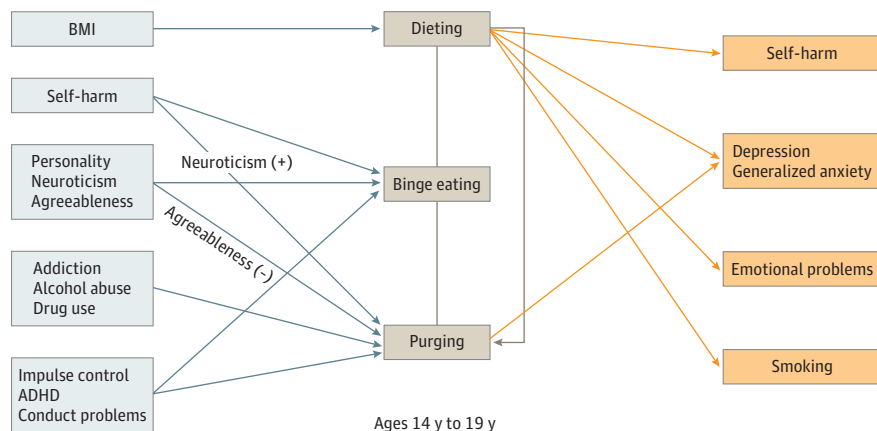 BMI
Self-harm
Personality
Neuroticism
Agreeableness
Addiction
Alcohol abuse
Drug use
Impulse control
ADHD
Conduct problems
Neuroticism (+)
Agreeableness (-)
Dieting
Binge eating
Purging
Self-harm
Depression
Generalized anxiety
Emotional problems
Smoking
Ages 14 y to 19 y